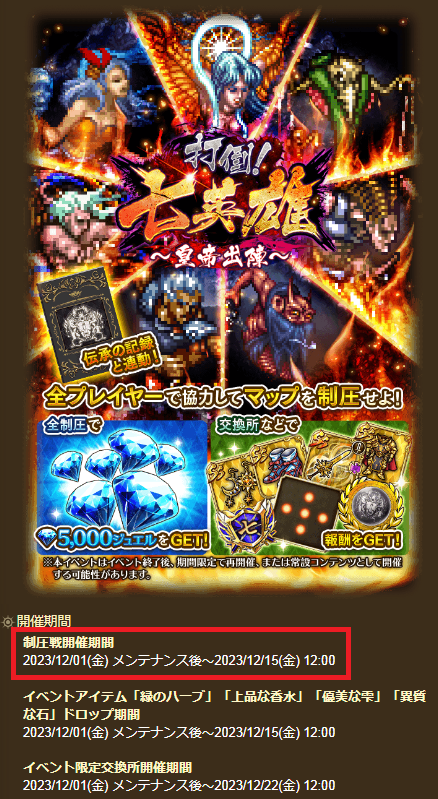 打倒!
七英雄
～皇帝出陣～
伝承の記録
と連動!
全プレイヤーで協力してマップを制圧せよ!
全制圧で
5,000ジュエルをGET!
交換所などで
七
報酬をGET!
※本イベントはイベント終了後、期間限定で再開催、または常設コンテンツとして開催
する可能性があります。
開催期間
制圧戦開催期間
2023/12/01(金) メンテナンス後～2023/12/15(金) 12:00
イベントアイテム「緑のハーブ」「上品な香水」「優美な雫」「異質
な石」ドロップ期間
2023/12/01(金) メンテナンス後～2023/12/15(金) 12:00
イベント限定交換所開催期間
2023/12/01(金) メンテナンス後～2023/12/22(金) 12:00